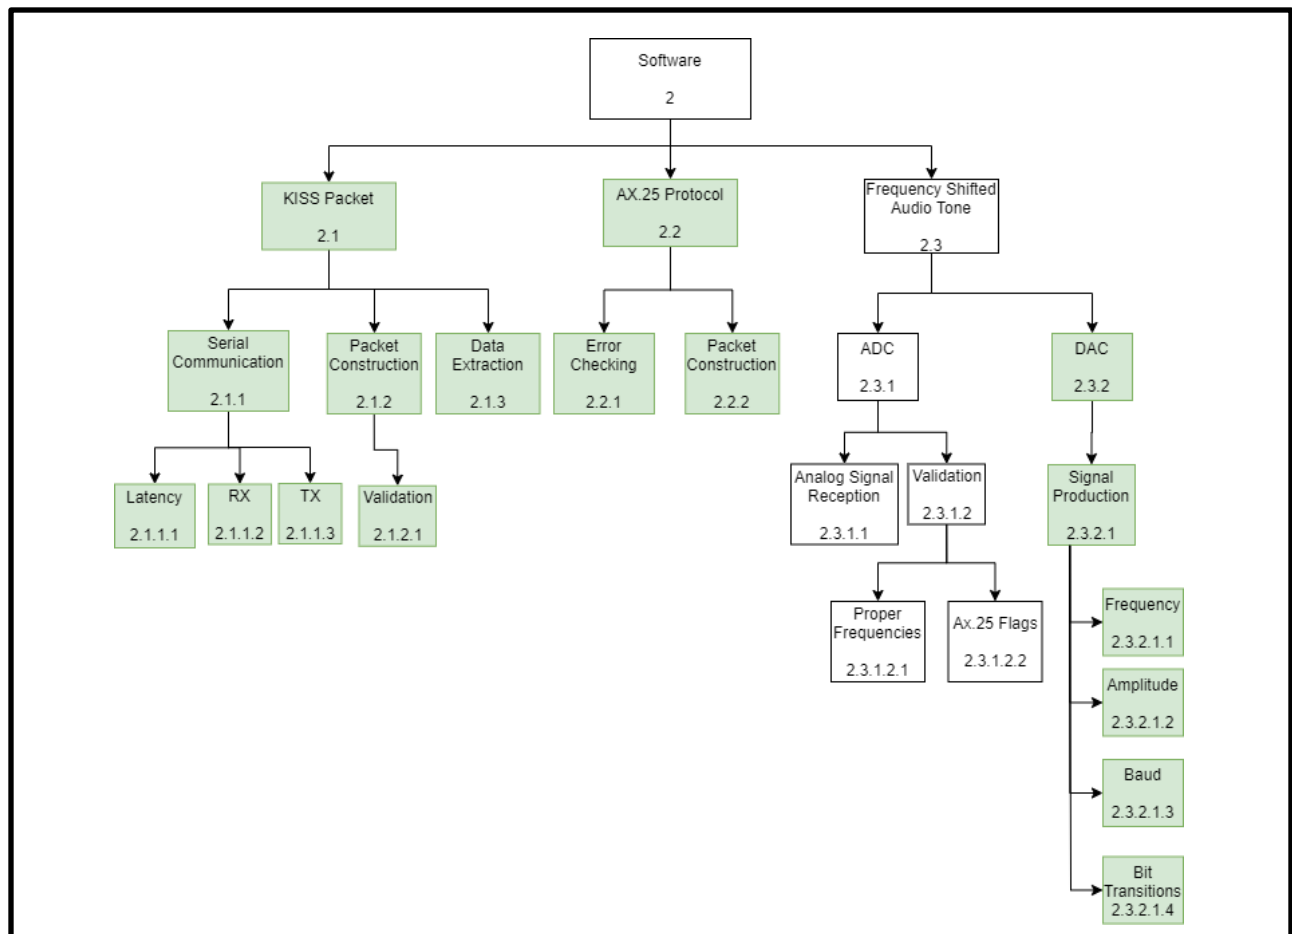 Software
2
KISS Packet
2.1
AX.25 Protocol
2.2
Frequency Shifted
Audio Tone
2.3
Serial
Communication
2.1.1
Packet
Construction
2.1.2
Data
Extraction
2.1.3
Error
Checking
2.2.1
Packet
Construction
2.2.2
ADC
2.3.1
DAC
2.3.2
Latency
2.1.1.1
RX
2.1.1.2
TX
2.1.1.3
Validation
2.1.2.1
Analog Signal
Reception
2.3.1.1
Validation
2.3.1.2
Signal
Production
2.3.2.1
Proper
Frequencies
2.3.1.2.1
Ax.25 Flags
2.3.1.2.2
Frequency
2.3.2.1.1
Amplitude
2.3.2.1.2
Baud
2.3.2.1.3
Bit
Transitions
2.3.2.1.4